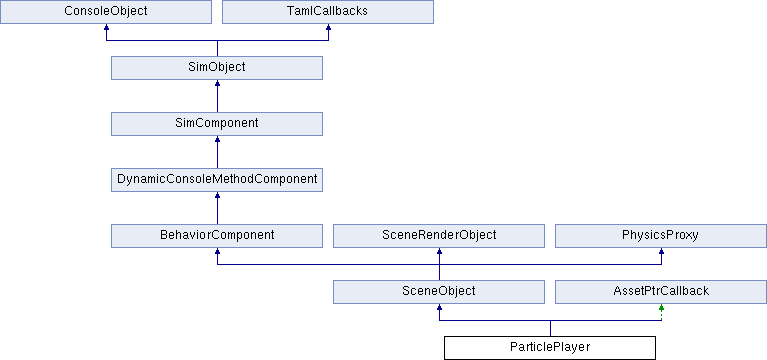 ConsoleObject TamlCallbacks
SimObject
SimComponent
DynamicConsoleMethodComponent
BehaviorComponent SceneRenderObject PhysicsProxy
SceneObject AssetPtrCallback
ParticlePlayer